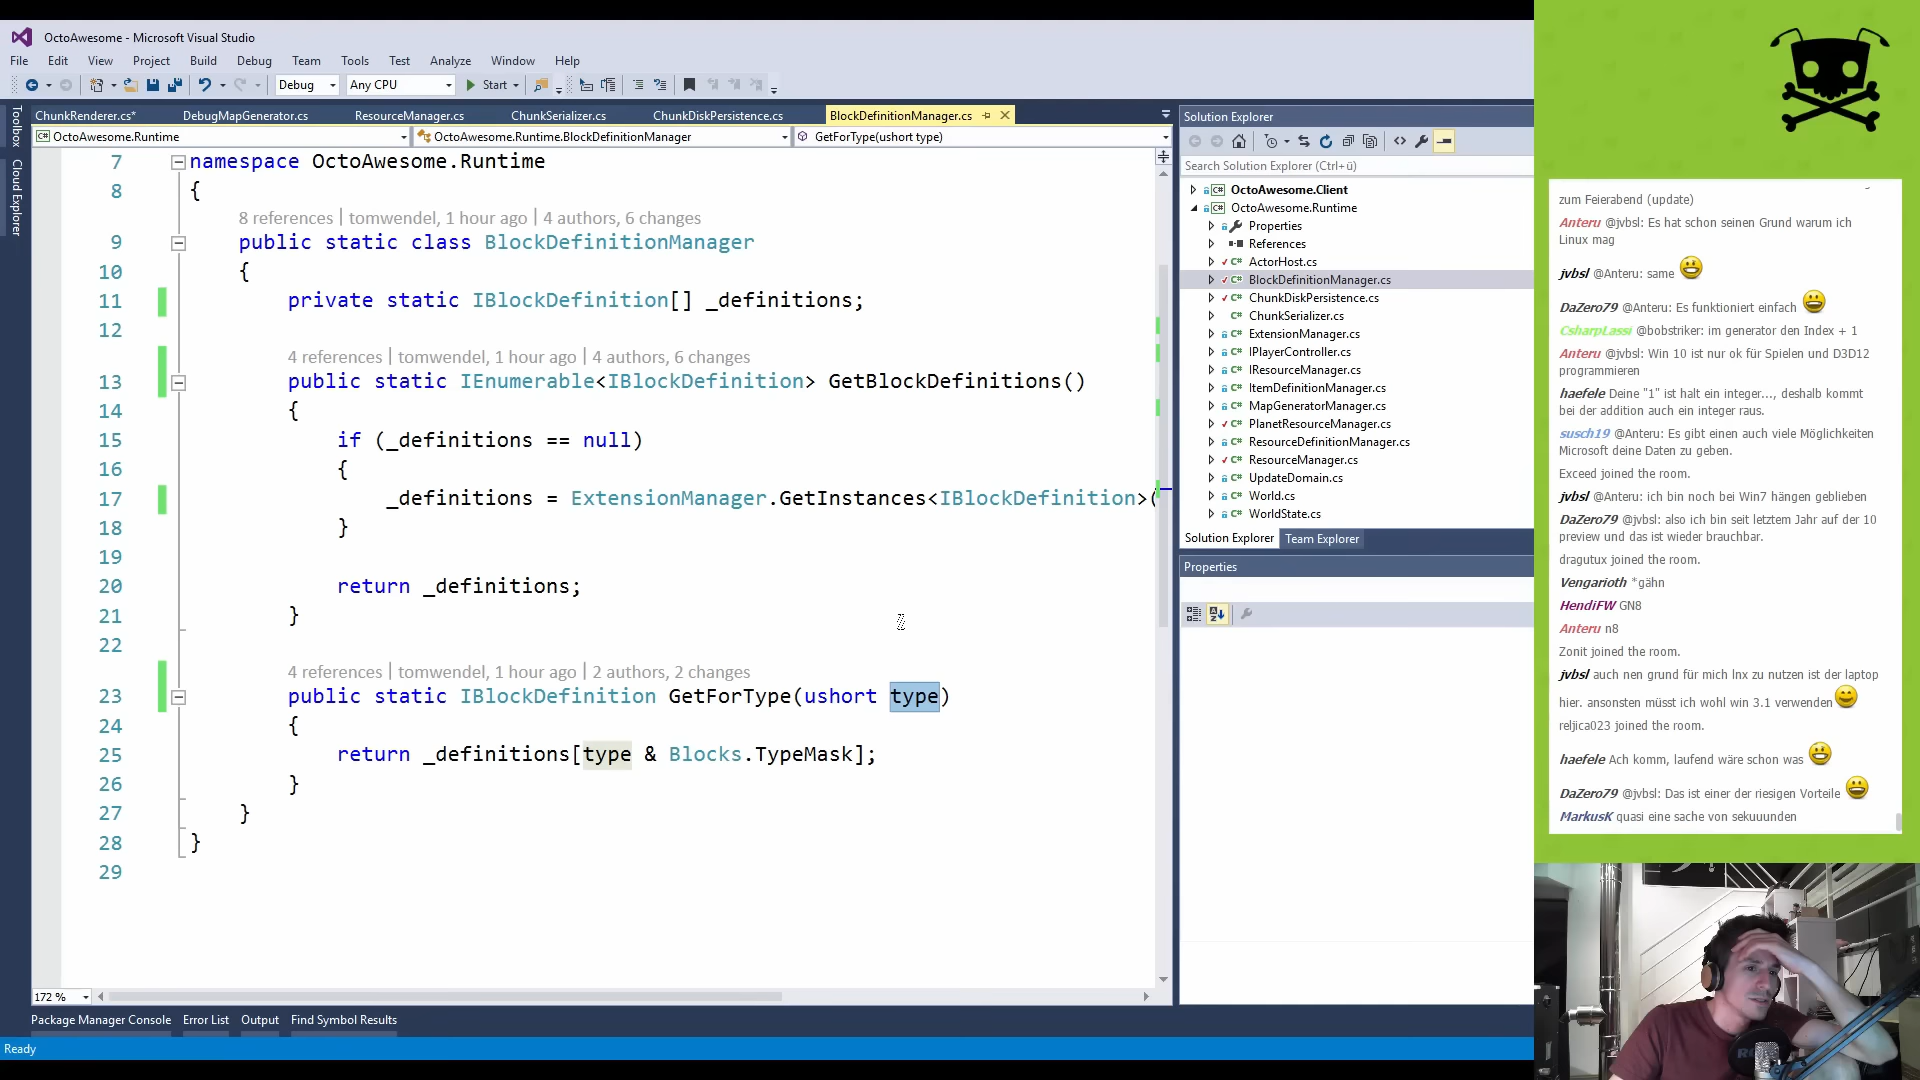 OctoAwesome - Microsoft Visual Studio
File Edit View Project Build Debug Team Tools Test Analyze Window Help
Debug Any CPU Start
Toolbox
Cloud Explorer
ChunkRenderer.cs* DebugMapGenerator.cs ResourceManager.cs ChunkSerializer.cs ChunkDiskPersistence.cs BlockDefinitionManager.cs
OctoAwesome.Runtime OctoAwesome.Runtime.BlockDefinitionManager GetForType(ushort type)
7 namespace OctoAwesome.Runtime
8 {
8 references | tomwendel, 1 hour ago | 4 authors, 6 changes
9 public static class BlockDefinitionManager
10 {
11 private static IBlockDefinition[] _definitions;
12
4 references | tomwendel, 1 hour ago | 4 authors, 6 changes
13 public static IEnumerable<IBlockDefinition> GetBlockDefinitions()
14 {
15 if (_definitions == null)
16 {
17 _definitions = ExtensionManager.GetInstances<IBlockDefinition>(
18 }
19
20 return _definitions;
21 }
22
4 references | tomwendel, 1 hour ago | 2 authors, 2 changes
23 public static IBlockDefinition GetForType(ushort type)
24 {
25 return _definitions[type & Blocks.TypeMask];
26 }
27 }
28 }
29
172 %
Package Manager Console Error List Output Find Symbol Results
Ready
Solution Explorer
Search Solution Explorer (Ctrl+ü)
OctoAwesome.Client
OctoAwesome.Runtime
Properties
References
ActorHost.cs
BlockDefinitionManager.cs
ChunkDiskPersistence.cs
ChunkSerializer.cs
ExtensionManager.cs
IPlayerController.cs
IResourceManager.cs
ItemDefinitionManager.cs
MapGeneratorManager.cs
PlanetResourceManager.cs
ResourceDefinitionManager.cs
ResourceManager.cs
UpdateDomain.cs
World.cs
WorldState.cs
Solution Explorer Team Explorer
Properties
zum Feierabend (update)
Anteru @jvbsl: Es hat schon seinen Grund warum ich
Linux mag
jvbsl @Anteru: same
DaZero79 @Anteru: Es funktioniert einfach
CsharpLassi @bobstriker: im generator den Index + 1
Anteru @jvbsl: Win 10 ist nur ok für Spielen und D3D12
programmieren
haefele Deine "1" ist halt ein integer..., deshalb kommt
bei der addition auch ein integer raus.
susch19 @Anteru: Es gibt einen auch viele Möglichkeiten
Microsoft deine Daten zu geben.
Exceed joined the room.
jvbsl @Anteru: ich bin noch bei Win7 hängen geblieben
DaZero79 @jvbsl: also ich bin seit letztem Jahr auf der 10
preview und das ist wieder brauchbar.
dragutux joined the room.
Vengarioth *gähn
HendiFW GN8
Anteru n8
Zonit joined the room.
jvbsl auch nen grund für mich lnx zu nutzen ist der laptop
hier. ansonsten müsst ich wohl win 3.1 verwenden
reljica023 joined the room.
haefele Ach komm, laufend wäre schon was
DaZero79 @jvbsl: Das ist einer der riesigen Vorteile
MarkusK quasi eine sache von sekuuunden